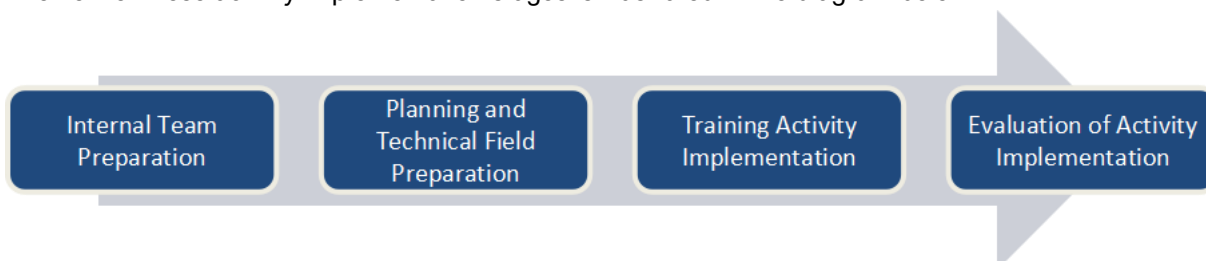 Internal Team
Preparation
Planning and
Technical Field
Preparation
Training Activity
Implementation
Evaluation of Activity
Implementation